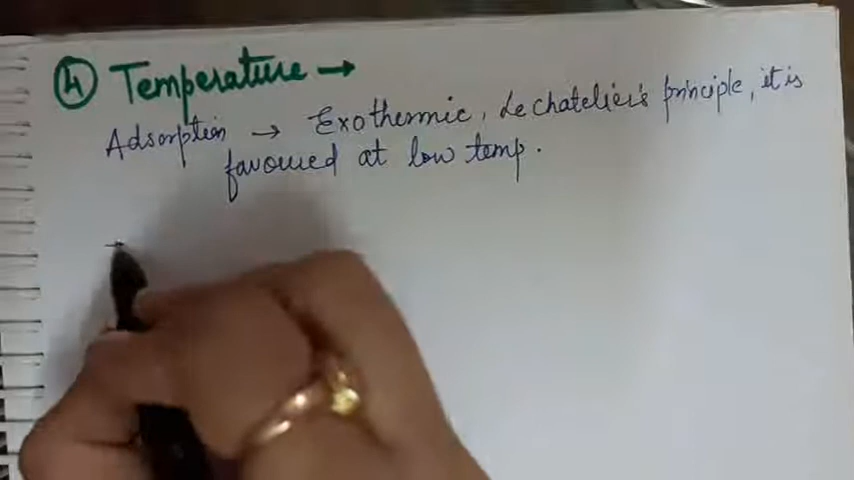 4 Temperature →
Adsorption → Exothermic, Le chatelier's principle, it is
favoured at low temp.